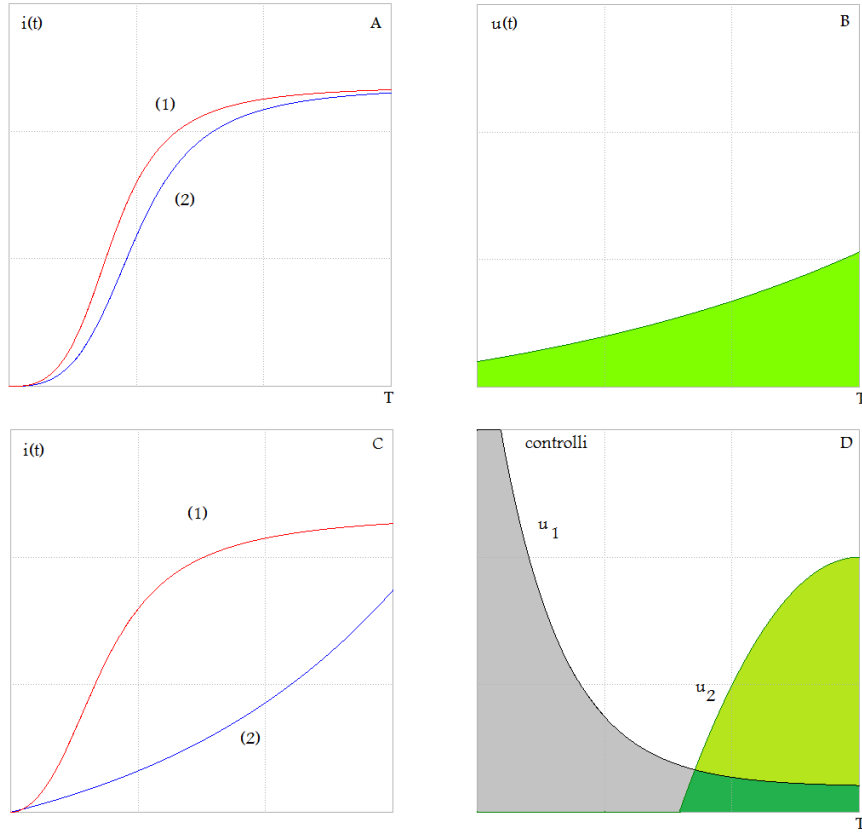 i(t)
A
(1)
(2)
T
u(t)
B
T
i(t)
C
(1)
(2)
controlli
D
u1
u2
T